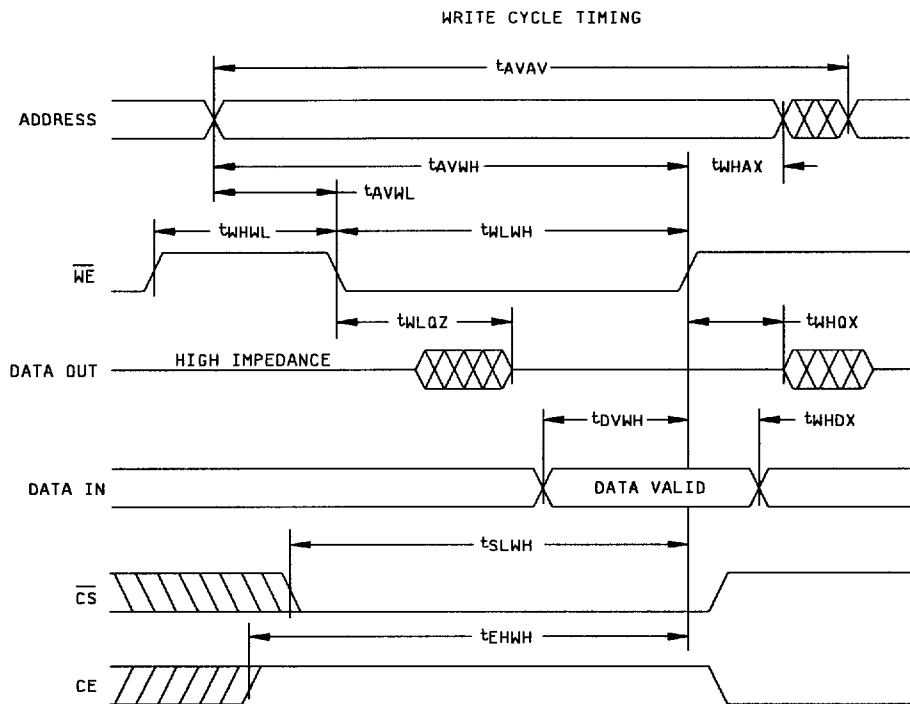 WRITE CYCLE TIMING
tAVAV
ADDRESS
tAVWH
tWHAX
tAVWL
tWHWL
tWLWH
WE
tWLQZ
tWHQX
HIGH IMPEDANCE
DATA OUT
tDVWH
tWHDX
DATA IN
DATA VALID
tSLWH
CS
tEHWH
CE